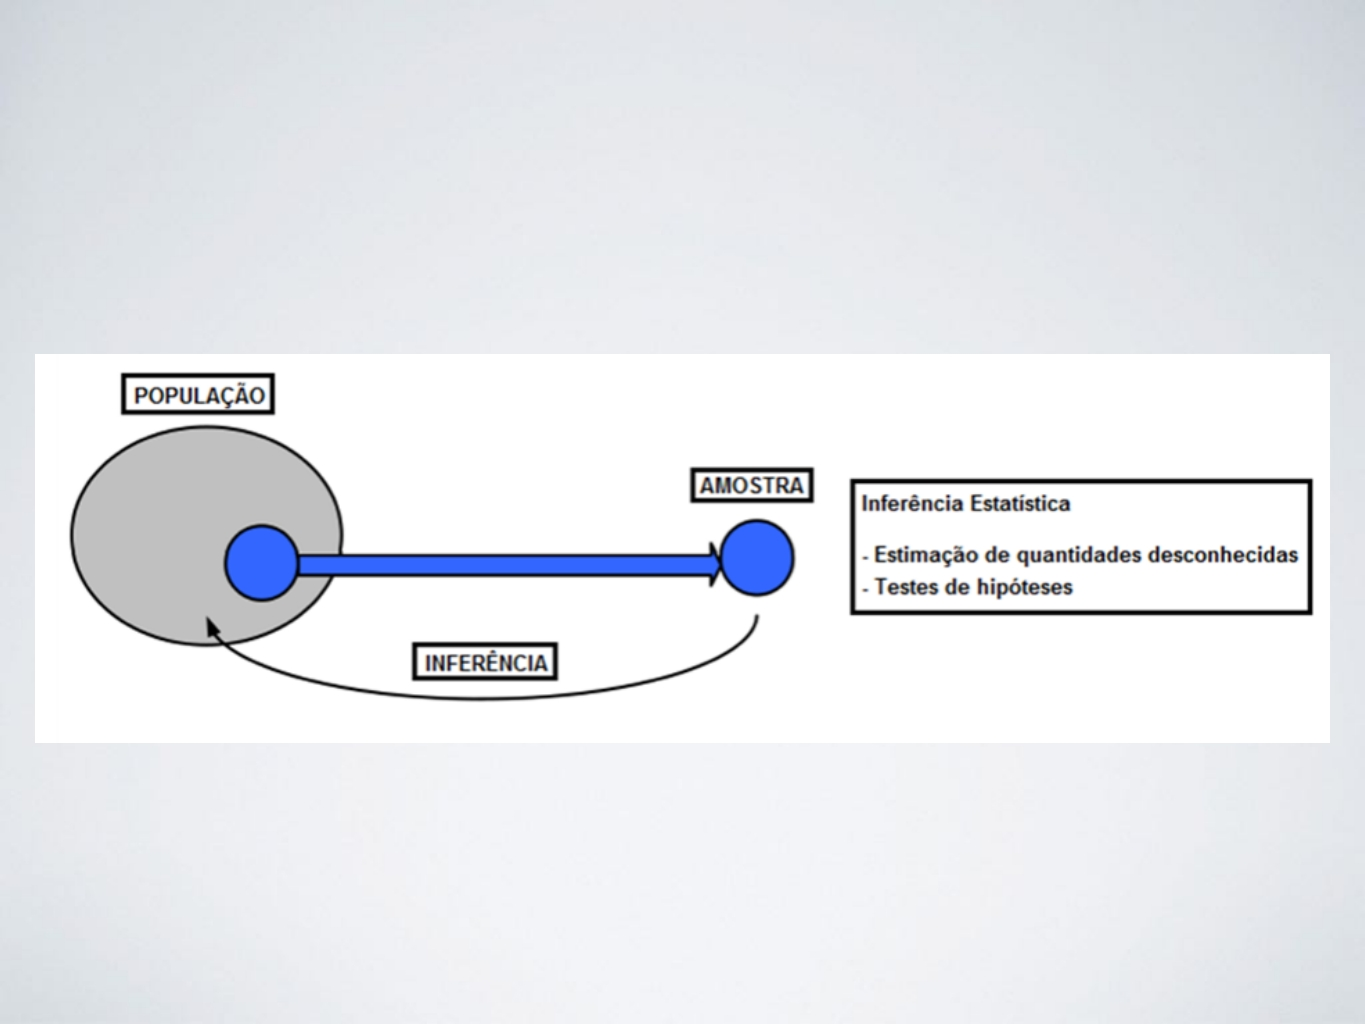 POPULAÇÃO
AMOSTRA
INFERÊNCIA
Inferência Estatística
- Estimação de quantidades desconhecidas
- Testes de hipóteses